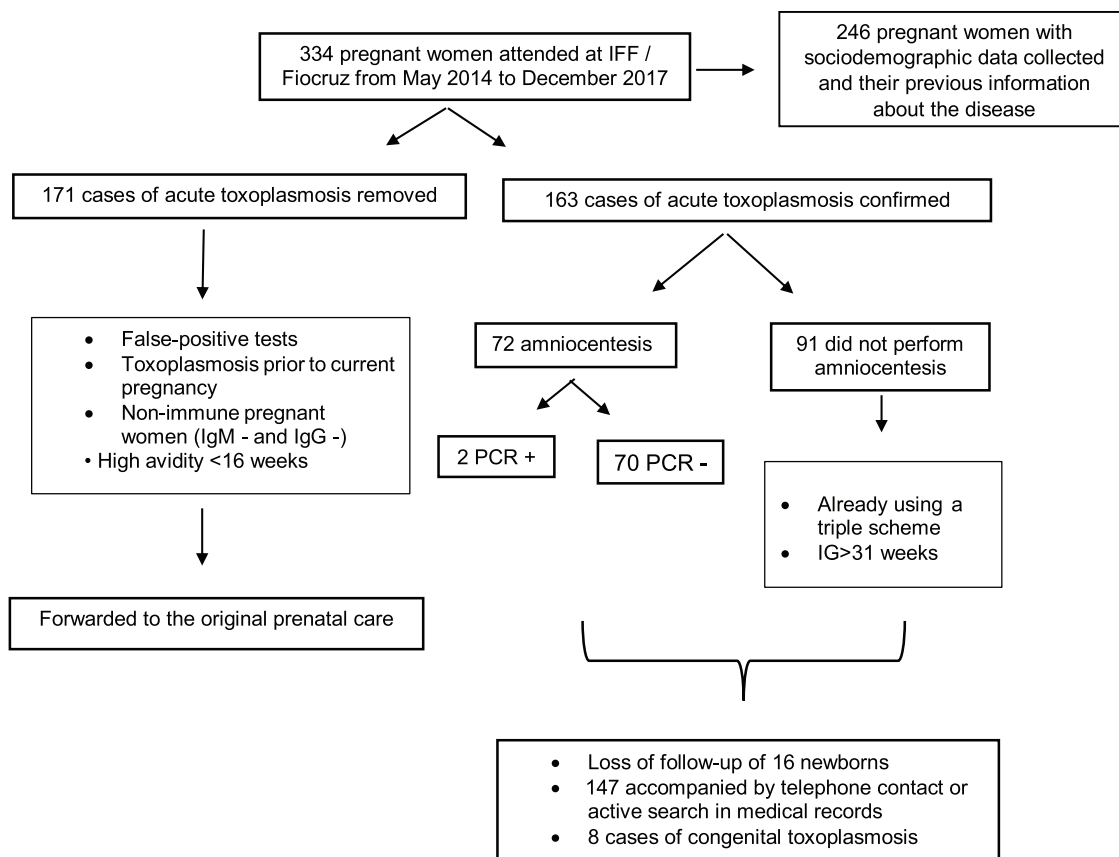 334 pregnant women attended at IFF /
Fiocruz from May 2014 to December 2017
246 pregnant women with
sociodemographic data collected
and their previous information
about the disease
171 cases of acute toxoplasmosis removed
163 cases of acute toxoplasmosis confirmed
• False-positive tests
• Toxoplasmosis prior to current
pregnancy
• Non-immune pregnant
women (IgM - and IgG -)
• High avidity <16 weeks
72 amniocentesis
91 did not perform
amniocentesis
2 PCR +
70 PCR -
• Already using a
triple scheme
• IG>31 weeks
Forwarded to the original prenatal care
• Loss of follow-up of 16 newborns
• 147 accompanied by telephone contact or
active search in medical records
• 8 cases of congenital toxoplasmosis